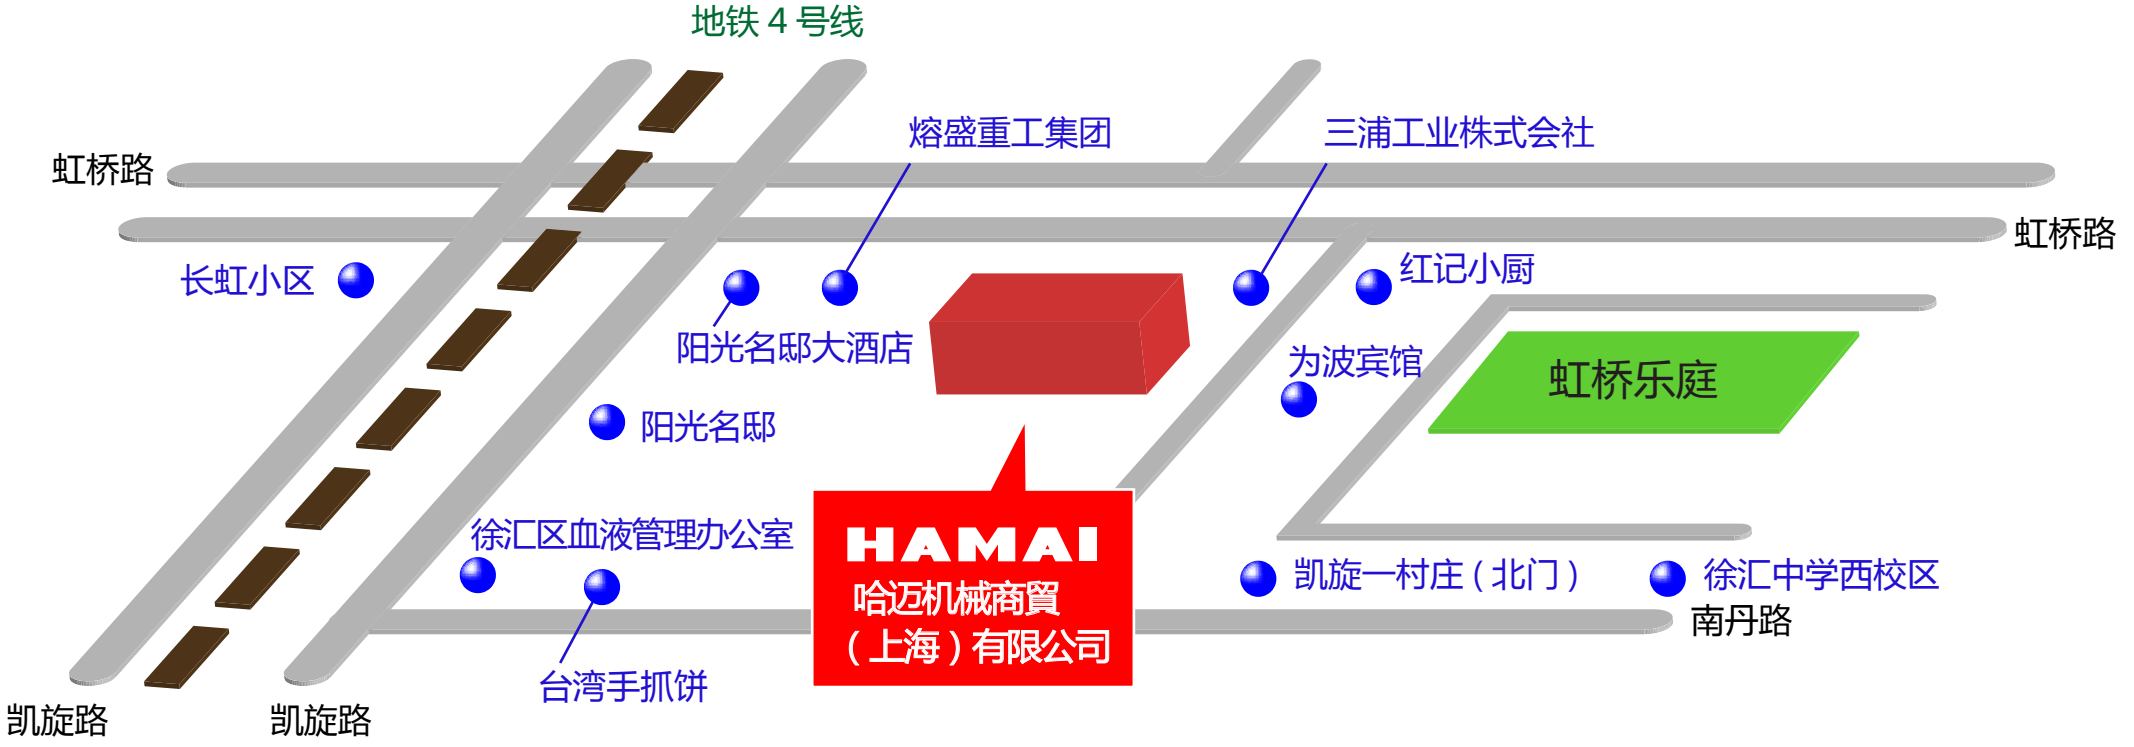 地铁 4 号线
熔盛重工集团
三浦工业株式会社
虹桥路
虹桥路
长虹小区
红记小厨
阳光名邸大酒店
为波宾馆
虹桥乐庭
阳光名邸
徐汇区血液管理办公室
HAMAI
哈迈机械商貿
（上海）有限公司
凯旋一村庄（北门）
徐汇中学西校区
南丹路
台湾手抓饼
凯旋路
凯旋路